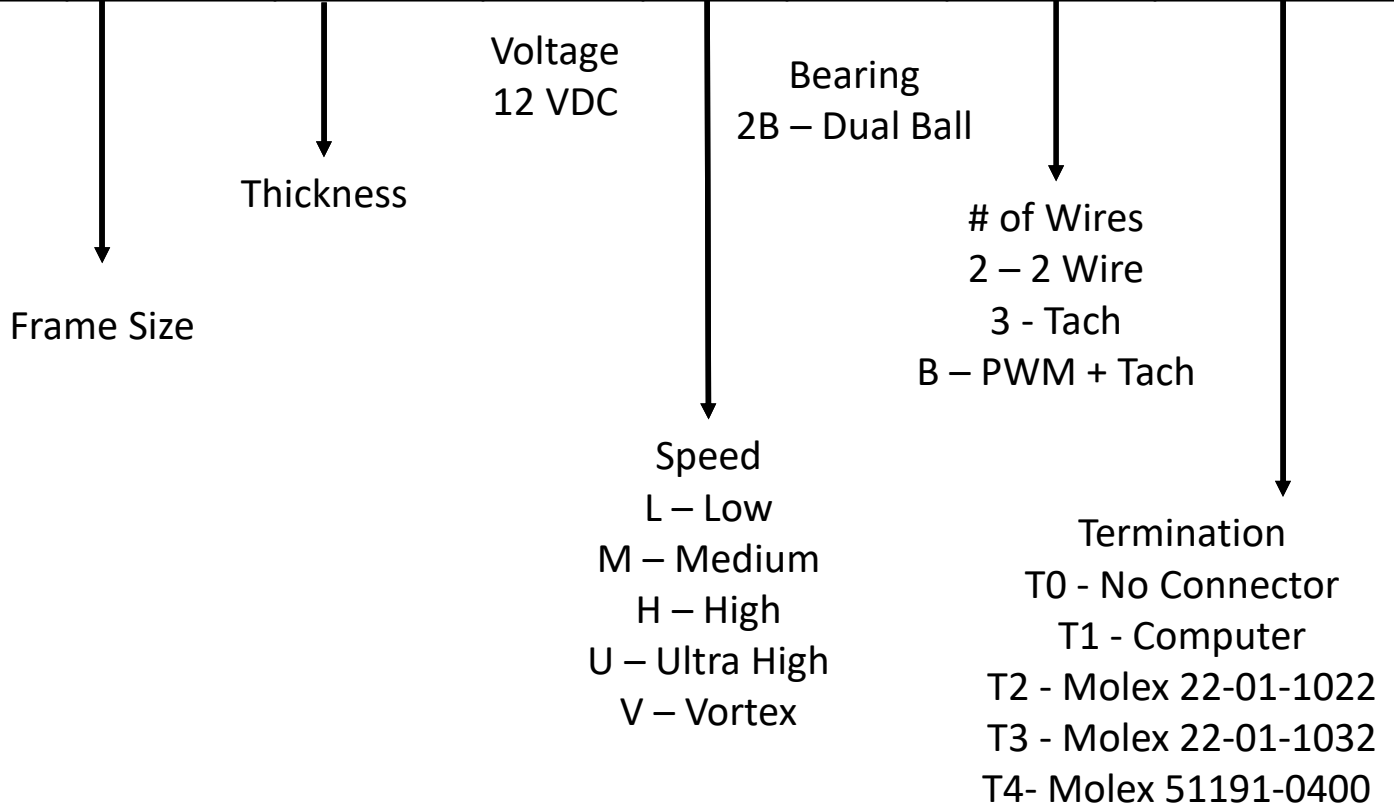 Voltage
12 VDC
Bearing
2B – Dual Ball
Thickness
# of Wires
2 – 2 Wire
3 - Tach
B – PWM + Tach
Frame Size
Speed
L – Low
M – Medium
H – High
U – Ultra High
V – Vortex
Termination
T0 - No Connector
T1 - Computer
T2 - Molex 22-01-1022
T3 - Molex 22-01-1032
T4- Molex 51191-0400